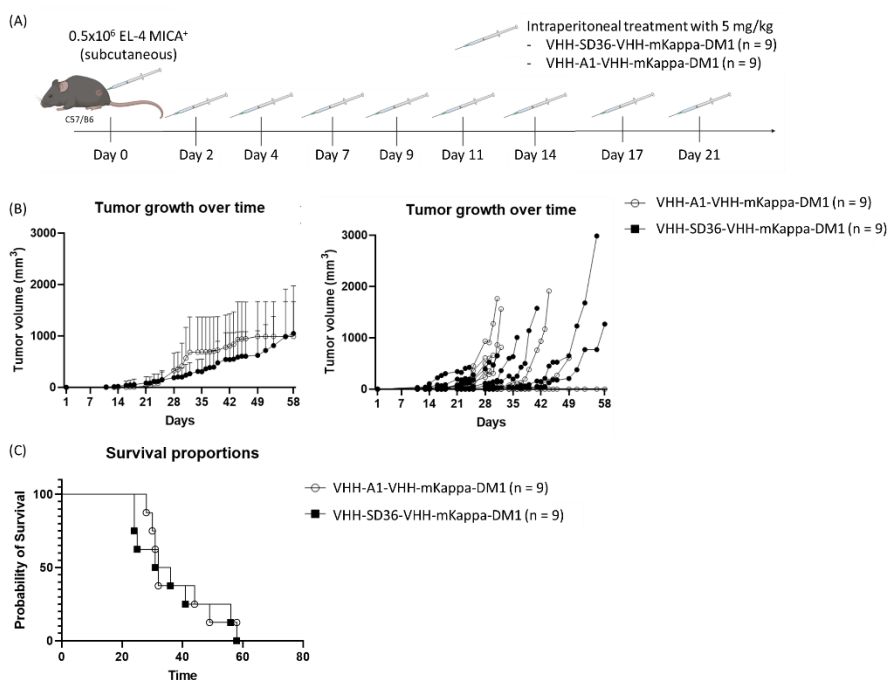 (A)
0.5x10⁶ EL-4 MICA⁺
(subcutaneous)
C57/B6
Intraperitoneal treatment with 5 mg/kg
- VHH-SD36-VHH-mKappa-DM1 (n = 9)
- VHH-A1-VHH-mKappa-DM1 (n = 9)
Day 0 Day 2 Day 4 Day 7 Day 9 Day 11 Day 14 Day 17 Day 21
(B)
Tumor growth over time
Tumor volume (mm³)
3000
2000
1000
0
1 7 14 21 28 35 42 49 58
Days
Tumor growth over time
Tumor volume (mm³)
3000
2000
1000
0
1 7 14 21 28 35 42 49 58
Days
VHH-A1-VHH-mKappa-DM1 (n = 9)
VHH-SD36-VHH-mKappa-DM1 (n = 9)
(C)
Survival proportions
Probability of Survival
100
50
0
0 20 40 60 80
Time
VHH-A1-VHH-mKappa-DM1 (n = 9)
VHH-SD36-VHH-mKappa-DM1 (n = 9)